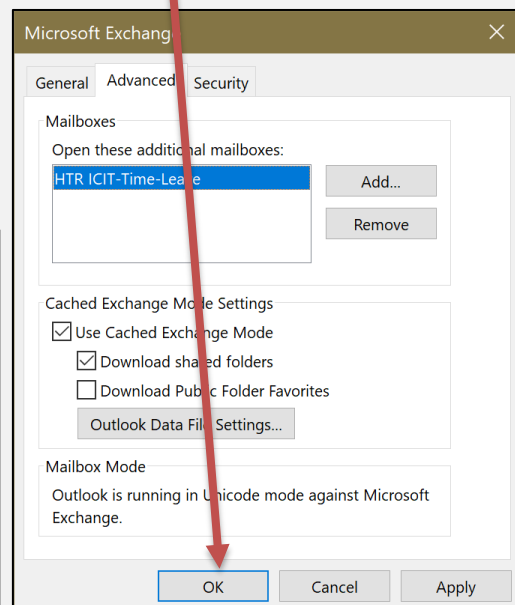 Microsoft Exchange
General Advanced Security
Mailboxes
Open these additional mailboxes:
HTR ICIT-Time-Leave
Add...
Remove
Cached Exchange Mode Settings
Use Cached Exchange Mode
Download shared folders
Download Public Folder Favorites
Outlook Data File Settings...
Mailbox Mode
Outlook is running in Unicode mode against Microsoft
Exchange.
OK Cancel Apply